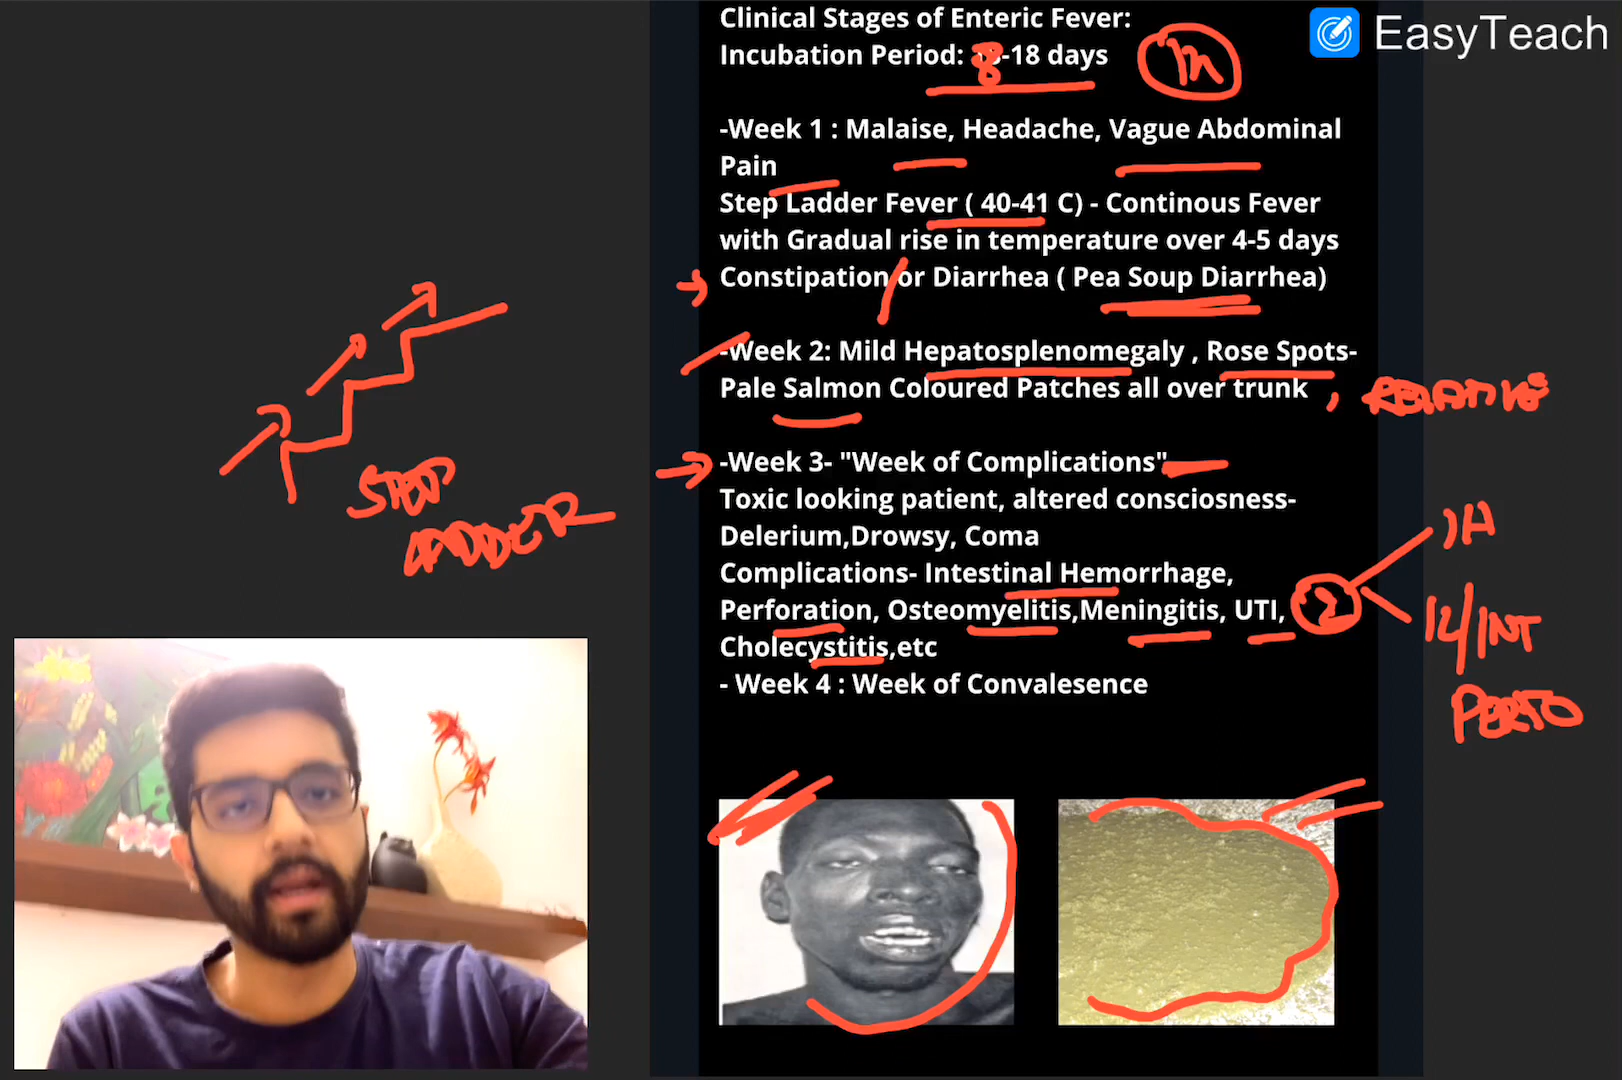 Clinical Stages of Enteric Fever:
EasyTeach
Incubation Period: 8-18 days
-Week 1 : Malaise, Headache, Vague Abdominal
Pain
Step Ladder Fever ( 40-41 C) - Continous Fever
with Gradual rise in temperature over 4-5 days
Constipation or Diarrhea ( Pea Soup Diarrhea)
-Week 2: Mild Hepatosplenomegaly , Rose Spots-
Pale Salmon Coloured Patches all over trunk
, RELATIVE
-Week 3- "Week of Complications"
Toxic looking patient, altered consciosness-
Delerium,Drowsy, Coma
Complications- Intestinal Hemorrhage,
Perforation, Osteomyelitis,Meningitis, UTI,
Cholecystitis,etc
- Week 4 : Week of Convalesence
STEP
LADDER
2
IH
INT
PERFO